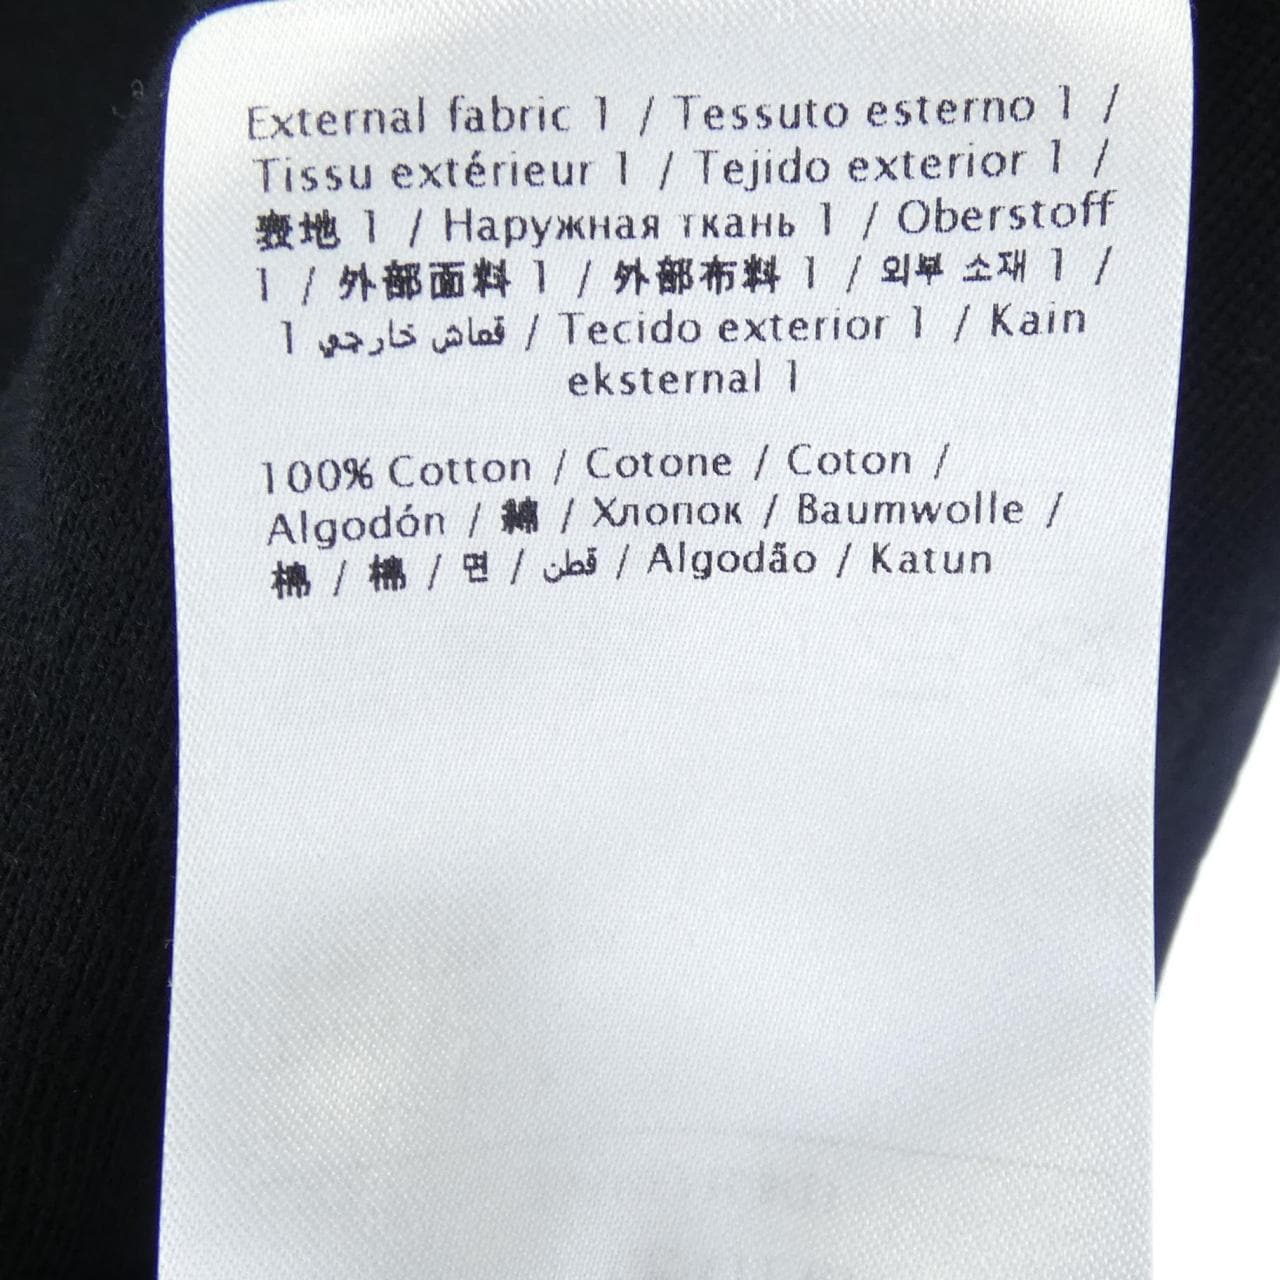 External fabric 1 / Tessuto esterno 1 /
Tissu extérieur 1 / Tejido exterior 1 /
表地 1 / Наружная ткань 1 / Oberstoff
1 / 外部面料 1 / 外部布料 1 / 외부 소재 1 /
قماش خارجي 1 / Tecido exterior 1 / Kain
eksternal 1
100% Cotton / Cotone / Coton /
Algodón / 綿 / Хлопок / Baumwolle /
棉 / 棉 / 면 / قطن / Algodão / Katun